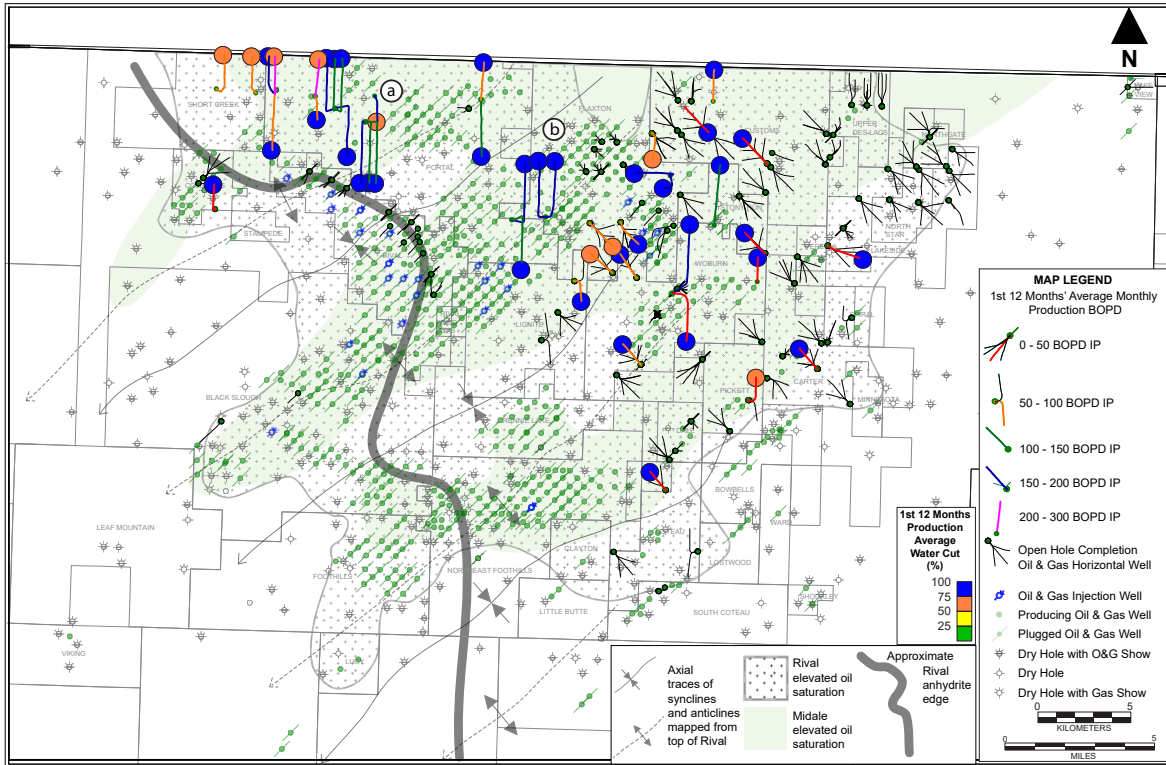 N
SHORT CREEK
a
b
FLAXTON
PORTAL
CUSTOMS
UPPER
DES LACS
NORTHGATE
VIEW
STAMPEDE
WOBURN
NORTH
STAR
LAKESIDE
LIGNITE
BLACK SLOUGH
RENNIE LAKE
PICKETT
CARTER
MINNESOTA
BOWBELLS
WARD
LEAF MOUNTAIN
FOOTHILLS
NORTHEAST FOOTHILLS
CLAYTON
LOSTWOOD
LITTLE BUTTE
SOUTH COTEAU
VIKING
MAP LEGEND
1st 12 Months' Average Monthly
Production BOPD
0 - 50 BOPD IP
50 - 100 BOPD IP
100 - 150 BOPD IP
150 - 200 BOPD IP
200 - 300 BOPD IP
Open Hole Completion
Oil & Gas Horizontal Well
Oil & Gas Injection Well
Producing Oil & Gas Well
Plugged Oil & Gas Well
Dry Hole with O&G Show
Dry Hole
Dry Hole with Gas Show
0 5
KILOMETERS
0 5
MILES
1st 12 Months
Production
Average
Water Cut
(%)
100
75
50
25
Axial
traces of
synclines
and anticlines
mapped from
top of Rival
Rival
elevated oil
saturation
Midale
elevated oil
saturation
Approximate
Rival
anhydrite
edge